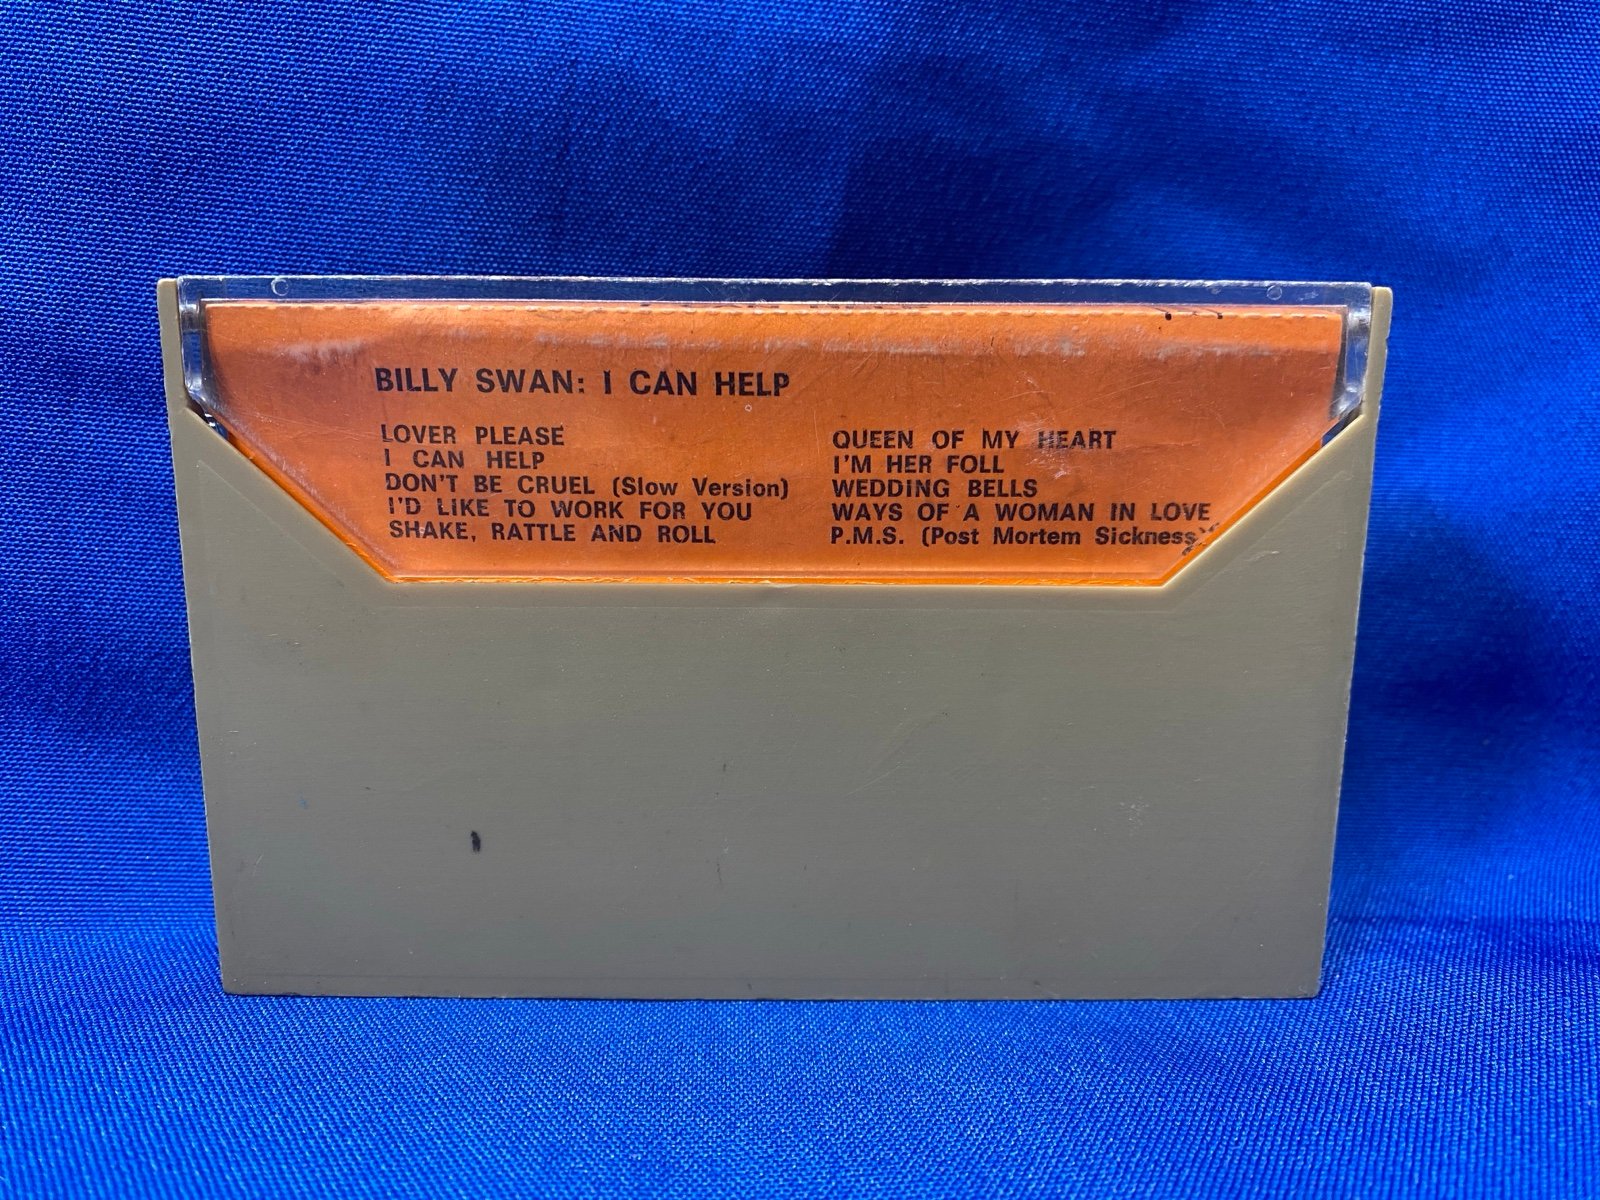 BILLY SWAN: I CAN HELP
LOVER PLEASE
I CAN HELP
DON'T BE CRUEL (Slow Version)
I'D LIKE TO WORK FOR YOU
SHAKE, RATTLE AND ROLL
QUEEN OF MY HEART
I'M HER FOLL
WEDDING BELLS
WAYS OF A WOMAN IN LOVE
P.M.S. (Post Mortem Sickness)